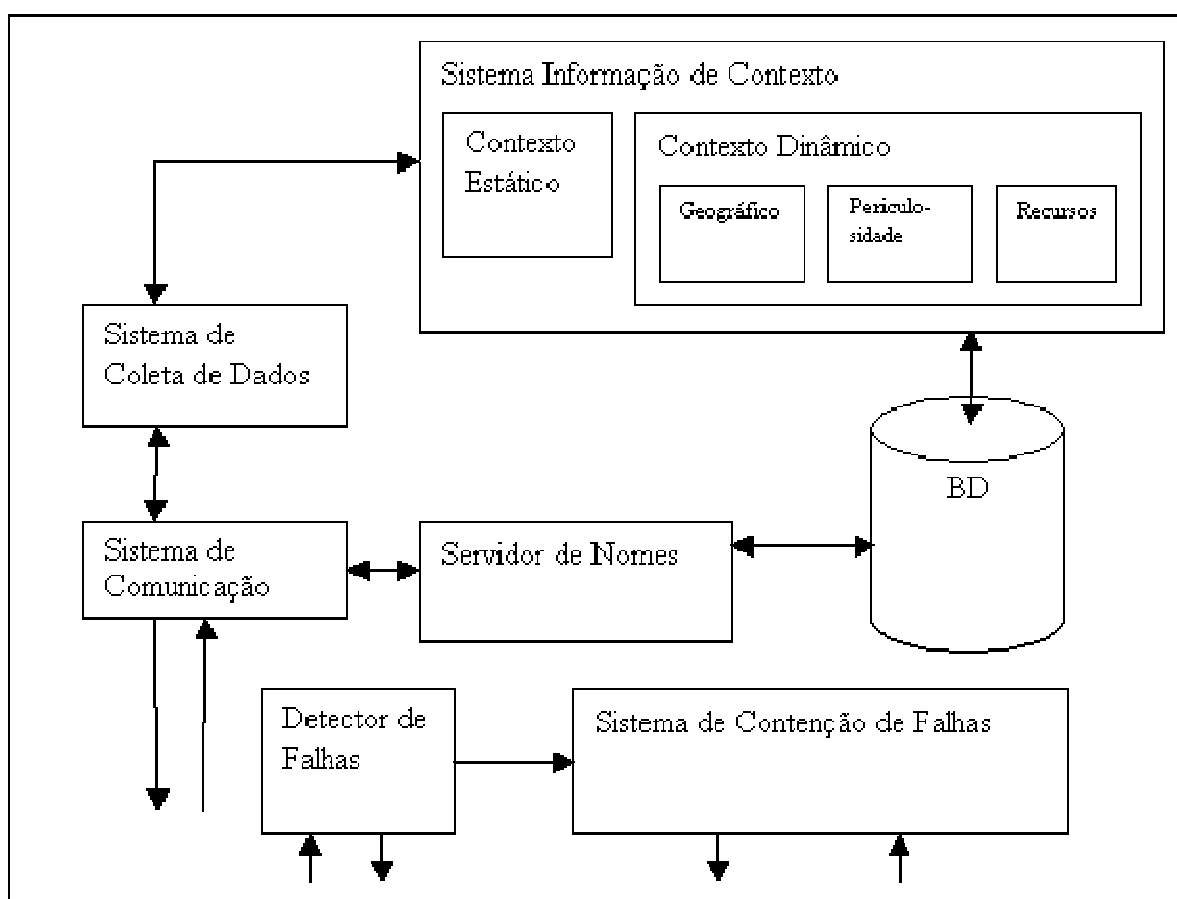 Sistema Informação de Contexto
Contexto
Estático
Contexto Dinâmico
Geográfico
Periculo-
sidade
Recursos
Sistema de
Coleta de Dados
BD
Sistema de
Comunicação
Servidor de Nomes
Detector de
Falhas
Sistema de Contenção de Falhas